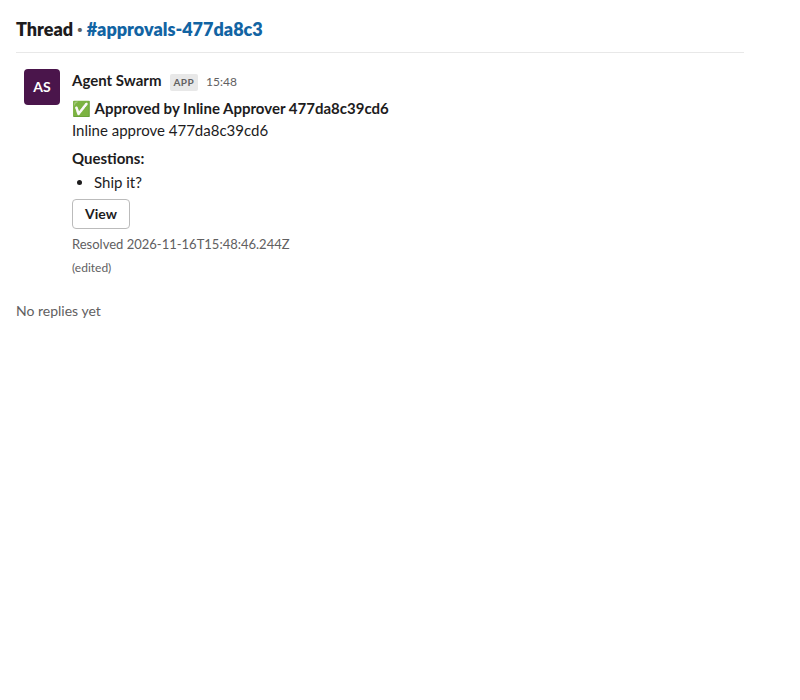 Thread • #approvals-477da8c3
AS
Agent Swarm APP 15:48
✅ Approved by Inline Approver 477da8c39cd6
Inline approve 477da8c39cd6
Questions:
• Ship it?
View
Resolved 2026-11-16T15:48:46.244Z
(edited)
No replies yet